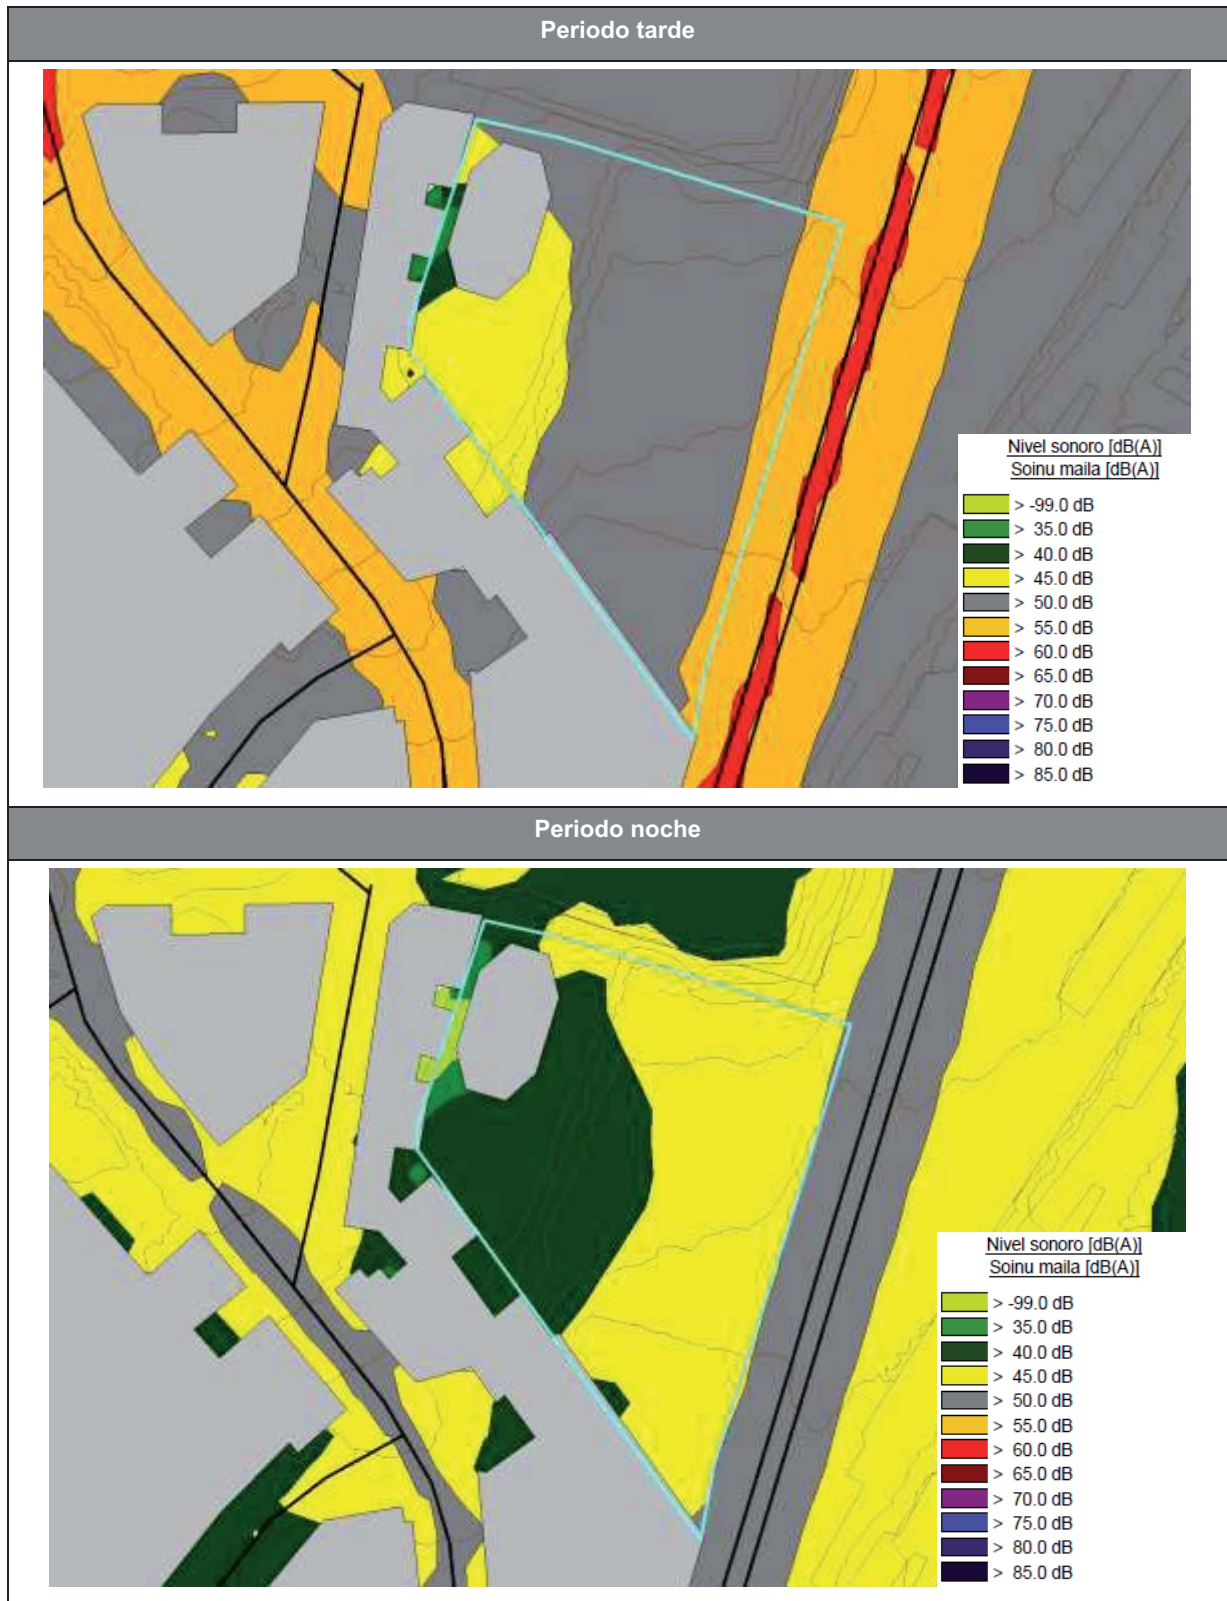 Periodo tarde
Nivel sonoro [dB(A)]
Soinu maila [dB(A)]
> -99.0 dB
> 35.0 dB
> 40.0 dB
> 45.0 dB
> 50.0 dB
> 55.0 dB
> 60.0 dB
> 65.0 dB
> 70.0 dB
> 75.0 dB
> 80.0 dB
> 85.0 dB
Periodo noche
Nivel sonoro [dB(A)]
Soinu maila [dB(A)]
> -99.0 dB
> 35.0 dB
> 40.0 dB
> 45.0 dB
> 50.0 dB
> 55.0 dB
> 60.0 dB
> 65.0 dB
> 70.0 dB
> 75.0 dB
> 80.0 dB
> 85.0 dB